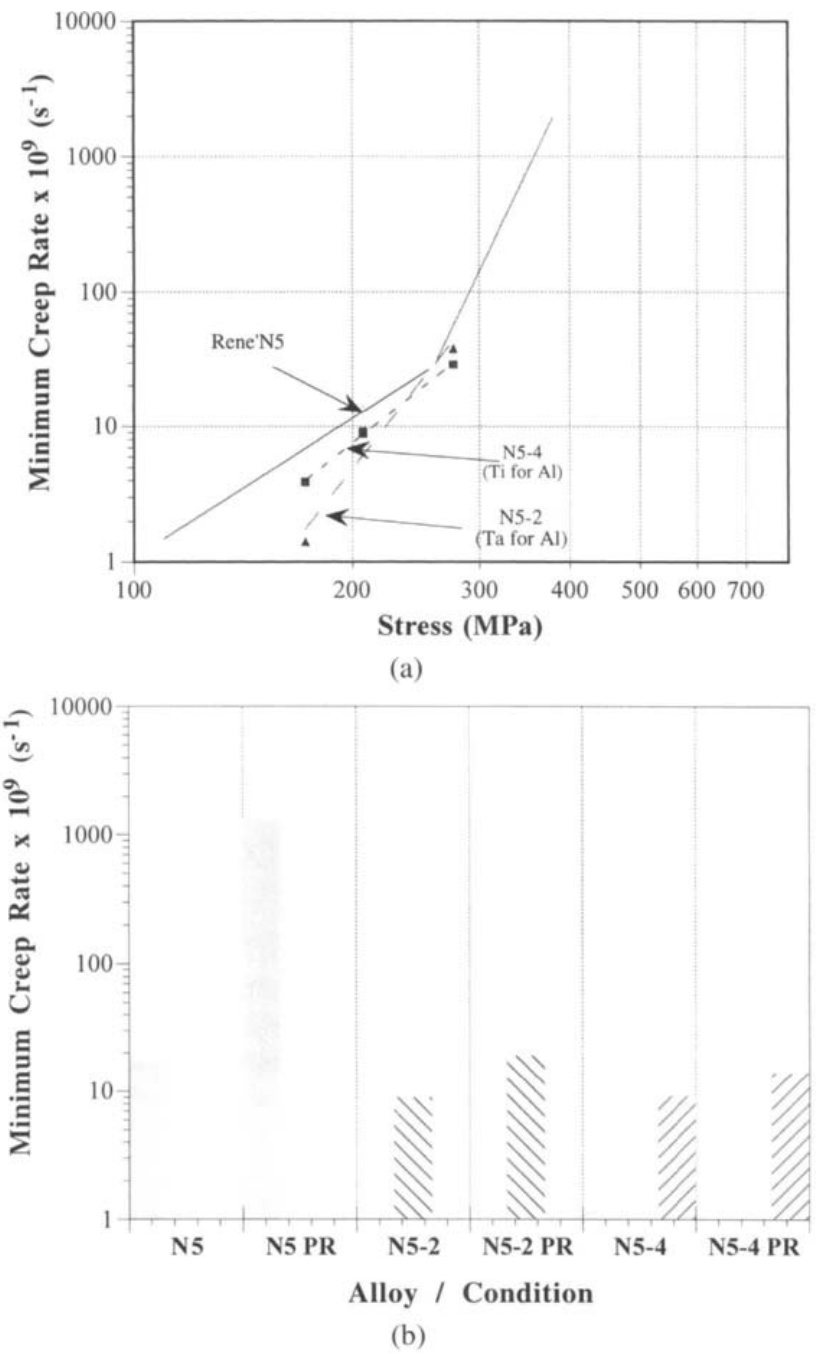 10000
1000
100
10
1
Minimum Creep Rate x 10⁹ (s⁻¹)
Rene'N5
N5-4
(Ti for Al)
N5-2
(Ta for Al)
100 200 300 400 500 600 700
Stress (MPa)
(a)
10000
1000
100
10
1
Minimum Creep Rate x 10⁹ (s⁻¹)
N5 N5 PR N5-2 N5-2 PR N5-4 N5-4 PR
Alloy / Condition
(b)